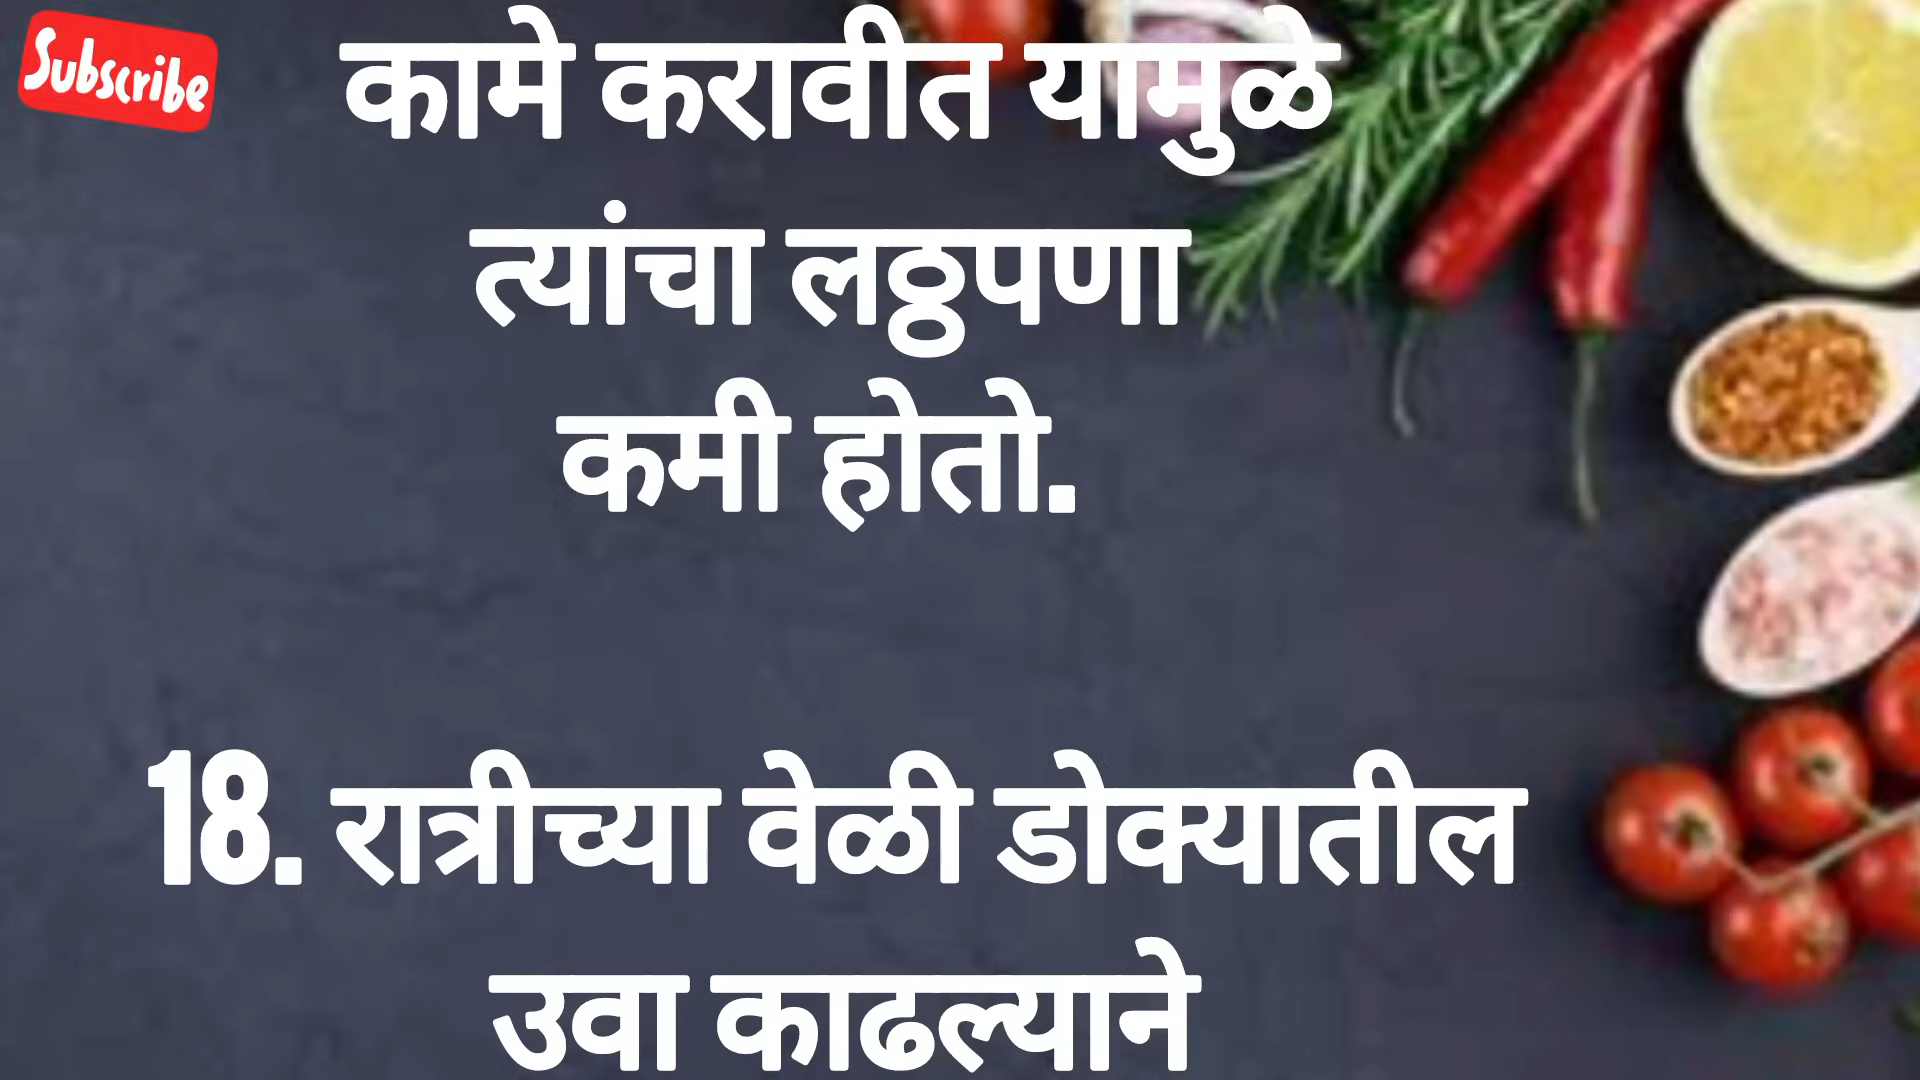 Subscribe
कामे करावीत यामुळे
त्यांचा लठ्ठपणा
कमी होतो.
18. रात्रीच्या वेळी डोक्यातील
उवा काढल्याने